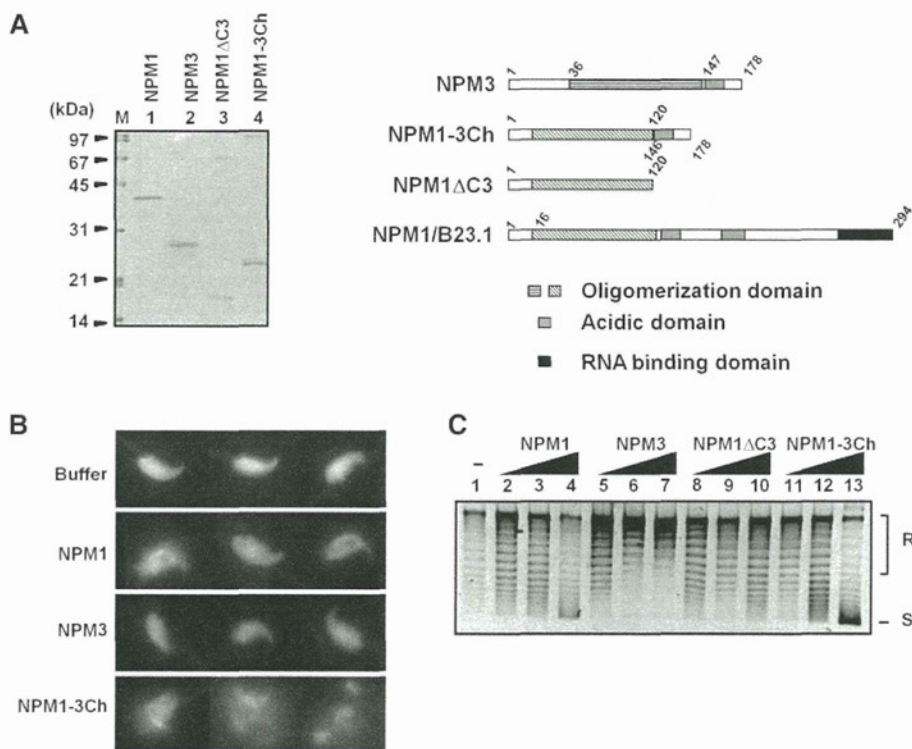 A
NPM1
NPM3
NPM1ΔC3
NPM1-3Ch
(kDa) M 1 2 3 4
97
67
45
31
21
14
1 36 147 178
NPM3
1 120 146 178
NPM1-3Ch
120
NPM1ΔC3
1 16 294
NPM1/B23.1
Oligomerization domain
Acidic domain
RNA binding domain
B
Buffer
NPM1
NPM3
NPM1-3Ch
C
NPM1 NPM3 NPM1ΔC3 NPM1-3Ch
–
1 2 3 4 5 6 7 8 9 10 11 12 13
R
S